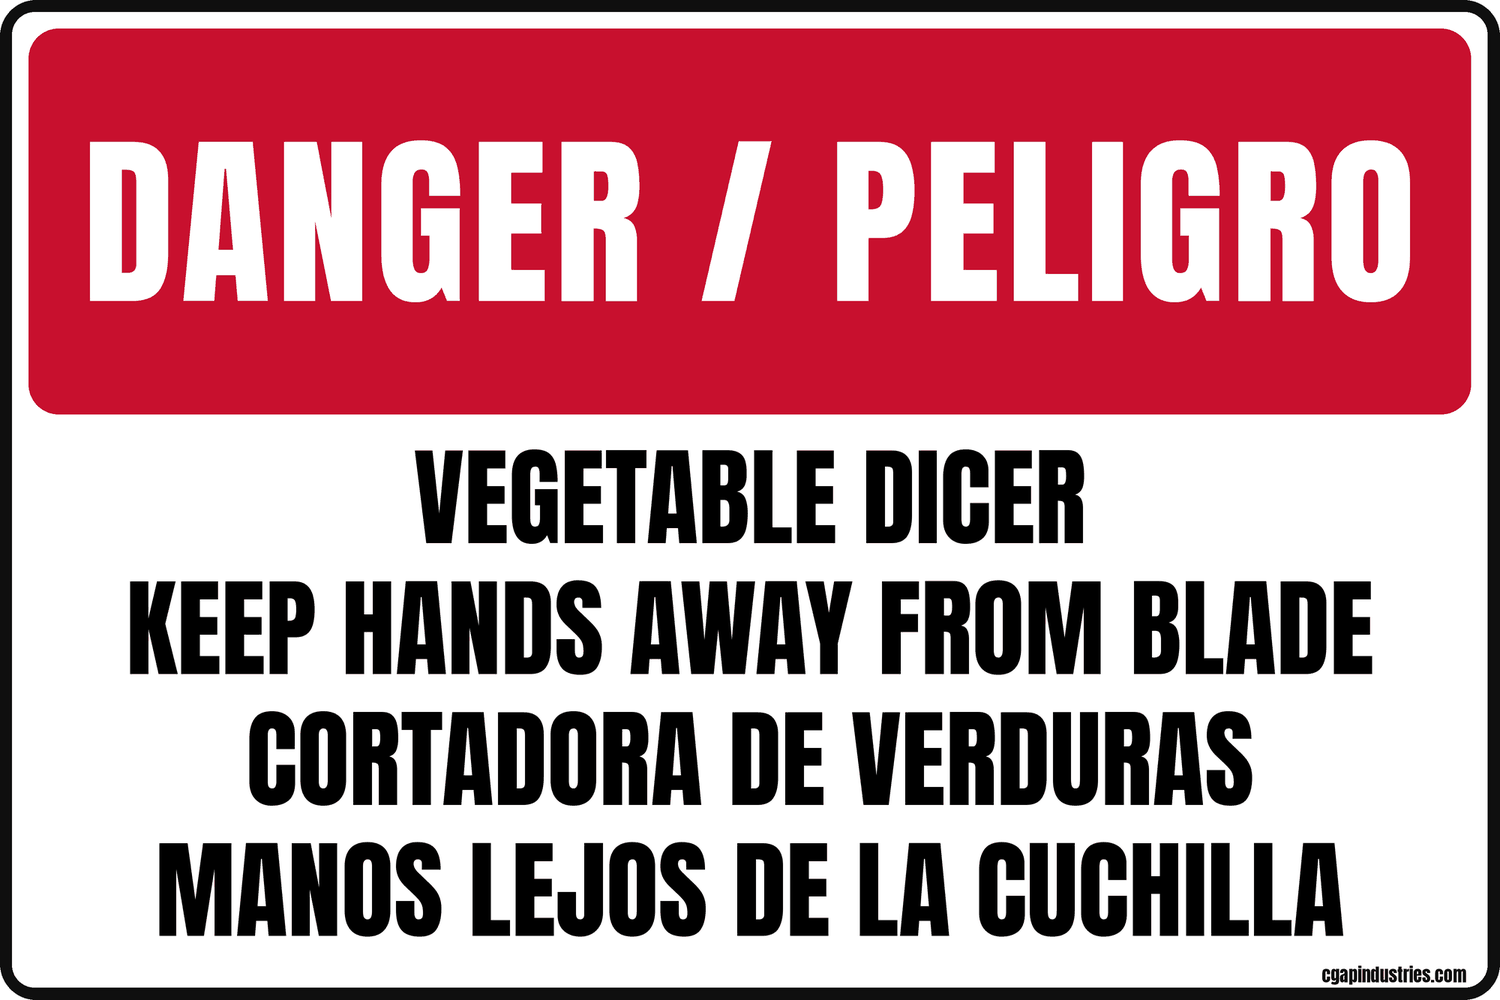 DANGER / PELIGRO
VEGETABLE DICER
KEEP HANDS AWAY FROM BLADE
CORTADORA DE VERDURAS
MANOS LEJOS DE LA CUCHILLA
cgapindustries.com